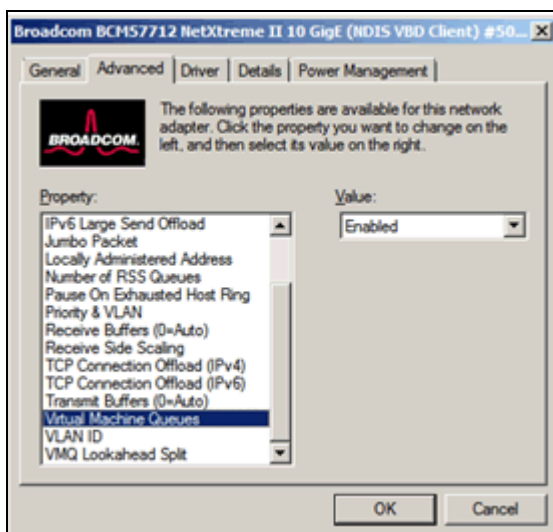 Broadcom BCM57712 NetXtreme II 10 GigE (NDIS VBD Client) #50...
General Advanced Driver Details Power Management
BROADCOM.
The following properties are available for this network
adapter. Click the property you want to change on the
left, and then select its value on the right.
Property:
IPv6 Large Send Offload
Jumbo Packet
Locally Administered Address
Number of RSS Queues
Pause On Exhausted Host Ring
Priority & VLAN
Receive Buffers (0=Auto)
Receive Side Scaling
TCP Connection Offload (IPv4)
TCP Connection Offload (IPv6)
Transmit Buffers (0=Auto)
Virtual Machine Queues
VLAN ID
VMQ Lookahead Split
Value:
Enabled
OK Cancel